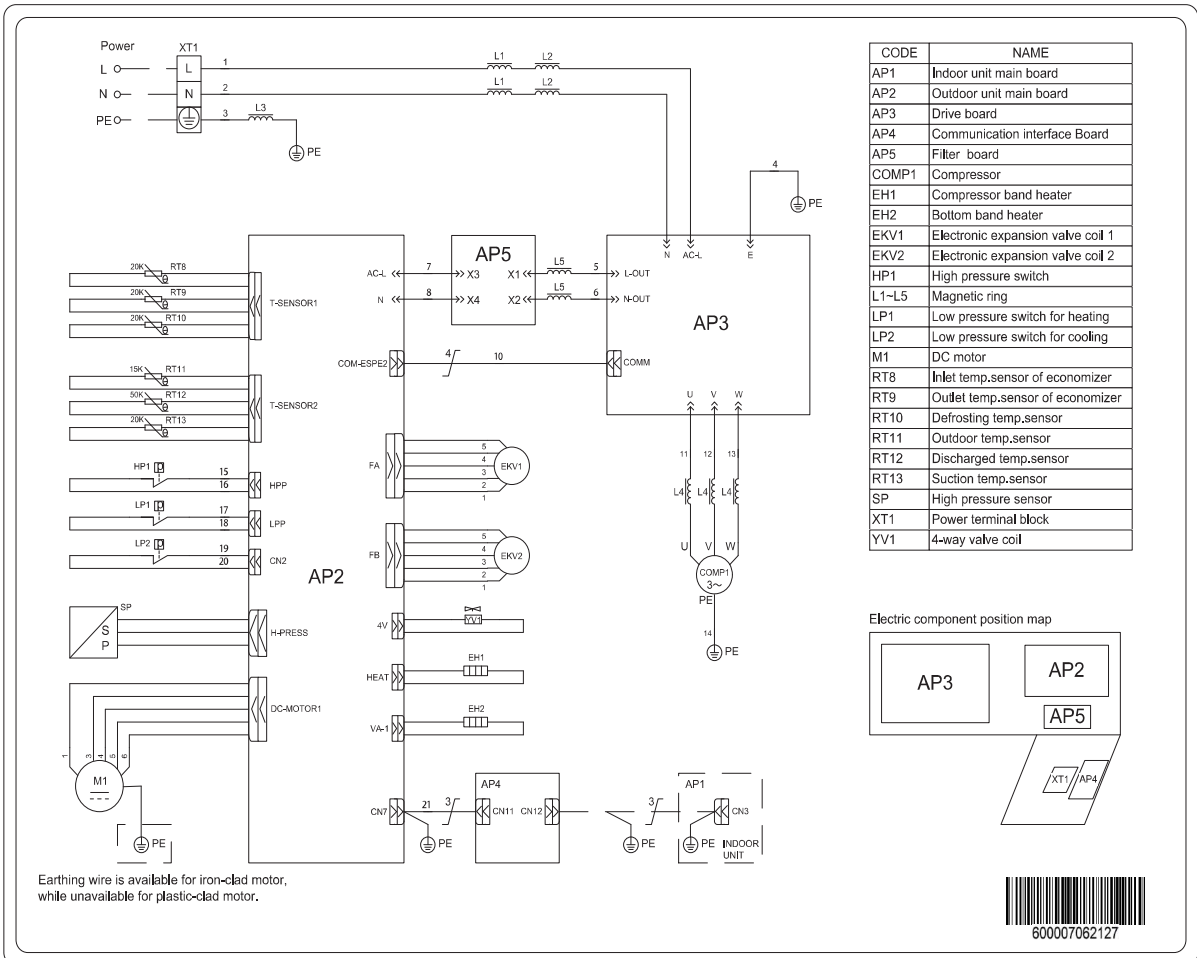 Power
XT1
L
L
1
L1
L2
N
N
2
L1
L2
PE
3
L3
PE
4
PE
N
AC-L
E
AP5
AP3
20K
RT8
20K
RT9
20K
RT10
T-SENSOR1
AC-L
7
X3
X1
L5
5
L-OUT
N
8
X4
X2
L5
6
N-OUT
COM-ESPE2
4
10
COMM
15K
RT11
50K
RT12
20K
RT13
T-SENSOR2
U
V
W
FA
5
4
3
2
1
EKV1
11
12
13
L4
L4
L4
HP1
P
15
16
HPP
LP1
P
17
18
LPP
LP2
P
19
20
CN2
AP2
FB
5
4
3
2
1
EKV2
U
V
W
COMP1
3~
PE
14
PE
SP
S
P
H-PRESS
4V
YV1
HEAT
EH1
VA-1
EH2
DC-MOTOR1
1
3
4
5
6
M1
PE
CN7
21
3
PE
AP4
CN11
CN12
PE
3
AP1
CN3
PE
INDOOR
UNIT
Earthing wire is available for iron-clad motor,
while unavailable for plastic-clad motor.
CODE NAME
AP1 Indoor unit main board
AP2 Outdoor unit main board
AP3 Drive board
AP4 Communication interface Board
AP5 Filter board
COMP1 Compressor
EH1 Compressor band heater
EH2 Bottom band heater
EKV1 Electronic expansion valve coil 1
EKV2 Electronic expansion valve coil 2
HP1 High pressure switch
L1~L5 Magnetic ring
LP1 Low pressure switch for heating
LP2 Low pressure switch for cooling
M1 DC motor
RT8 Inlet temp.sensor of economizer
RT9 Outlet temp.sensor of economizer
RT10 Defrosting temp.sensor
RT11 Outdoor temp.sensor
RT12 Discharged temp.sensor
RT13 Suction temp.sensor
SP High pressure sensor
XT1 Power terminal block
YV1 4-way valve coil
Electric component position map
AP3
AP2
AP5
XT1
AP4
600007062127